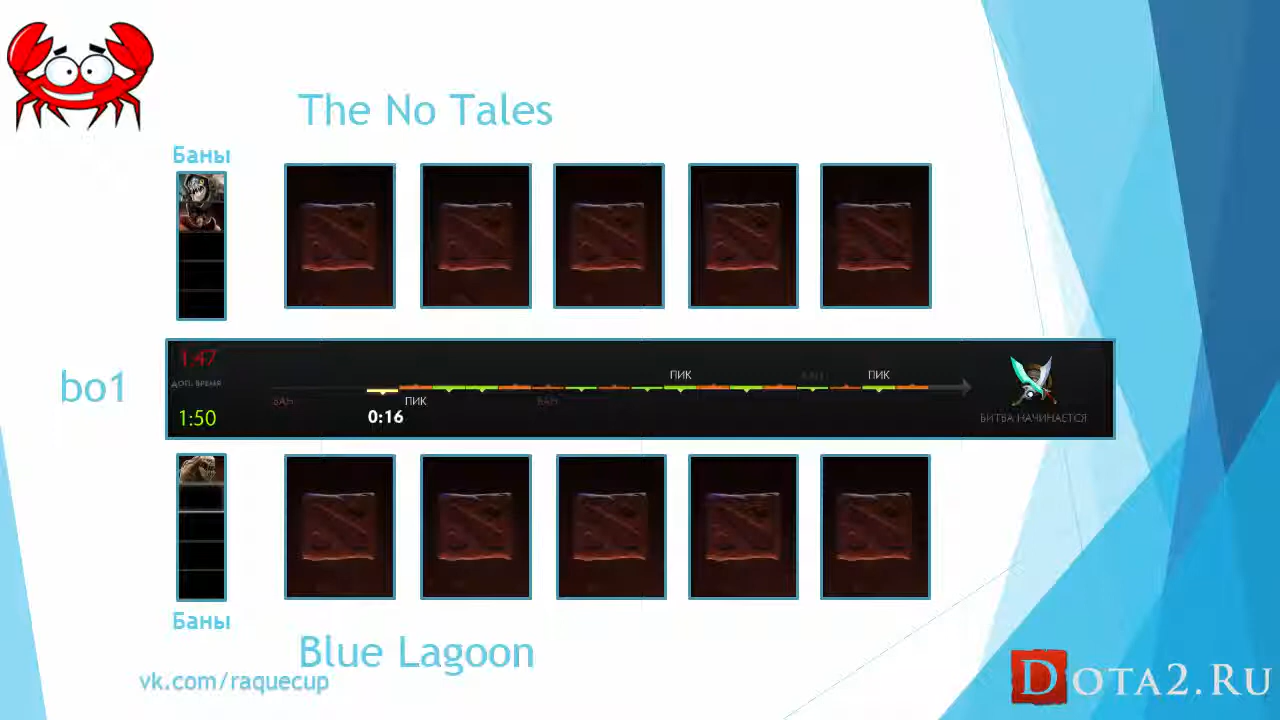 The No Tales
Баны
bo1
1:47
ДОП. ВРЕМЯ
1:50
БАН
0:16
ПИК
БАН
ПИК
БАН
ПИК
БИТВА НАЧИНАЕТСЯ
Баны
Blue Lagoon
vk.com/raquecup
DOTA2.RU